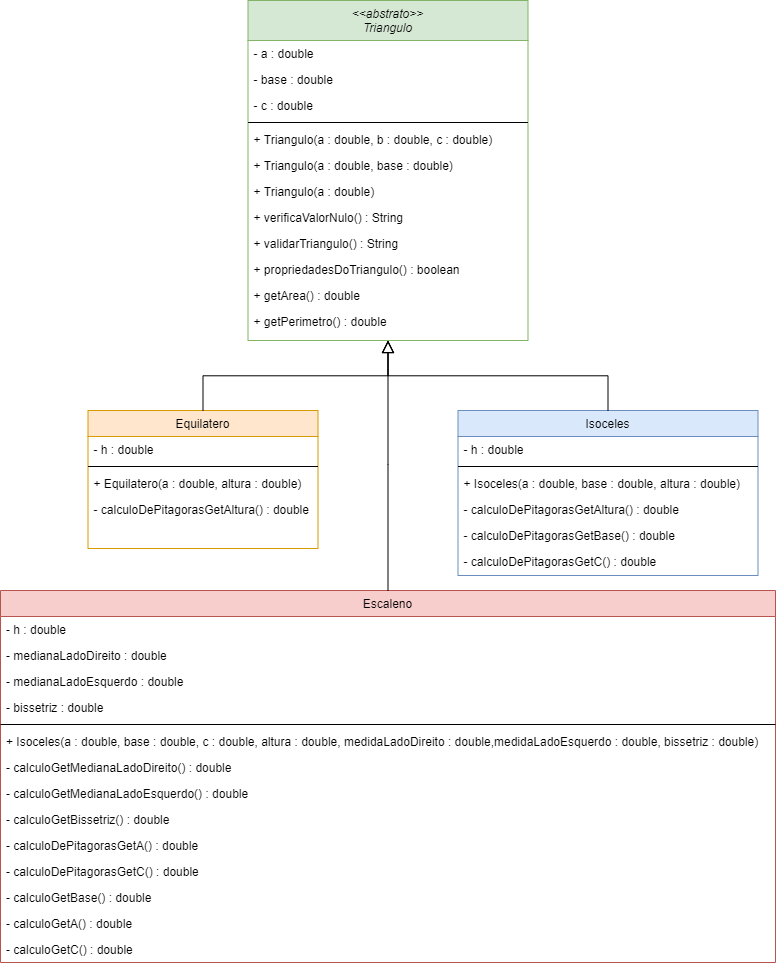 <<abstrato>>
Triangulo
- a : double
- base : double
- c : double
+ Triangulo(a : double, b : double, c : double)
+ Triangulo(a : double, base : double)
+ Triangulo(a : double)
+ verificaValorNulo() : String
+ validarTriangulo() : String
+ propriedadesDoTriangulo() : boolean
+ getArea() : double
+ getPerimetro() : double
Equilatero
- h : double
+ Equilatero(a : double, altura : double)
- calculoDePitagorasGetAltura() : double
Isoceles
- h : double
+ Isoceles(a : double, base : double, altura : double)
- calculoDePitagorasGetAltura() : double
- calculoDePitagorasGetBase() : double
- calculoDePitagorasGetC() : double
Escaleno
- h : double
- medianaLadoDireito : double
- medianaLadoEsquerdo : double
- bissetriz : double
+ Isoceles(a : double, base : double, c : double, altura : double, medidaLadoDireito : double,medidaLadoEsquerdo : double, bissetriz : double)
- calculoGetMedianaLadoDireito() : double
- calculoGetMedianaLadoEsquerdo() : double
- calculoGetBissetriz() : double
- calculoDePitagorasGetA() : double
- calculoDePitagorasGetC() : double
- calculoGetBase() : double
- calculoGetA() : double
- calculoGetC() : double